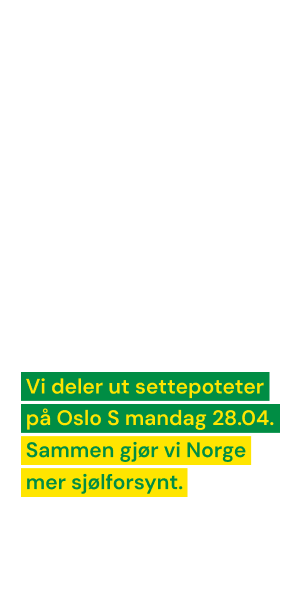 Vi deler ut settepoteter
på Oslo S mandag 28.04.
Sammen gjør vi Norge
mer sjølforsynt.